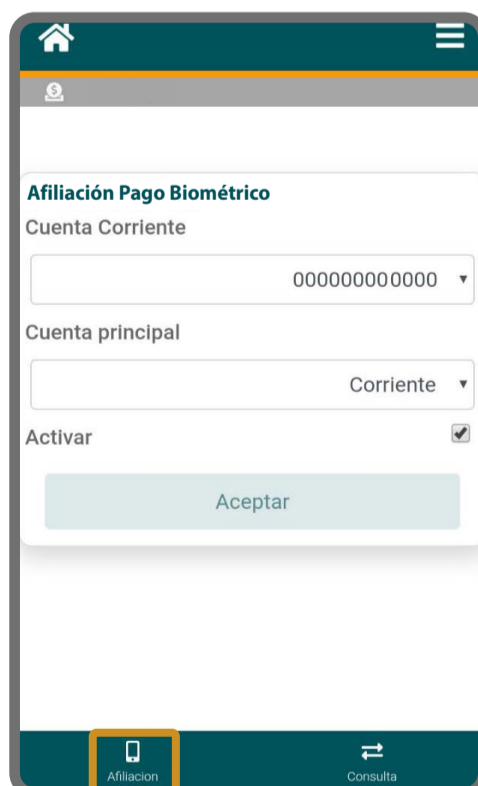 Afiliación Pago Biométrico
Cuenta Corriente
000000000000
Cuenta principal
Corriente
Activar
Aceptar
Afiliacion
Consulta